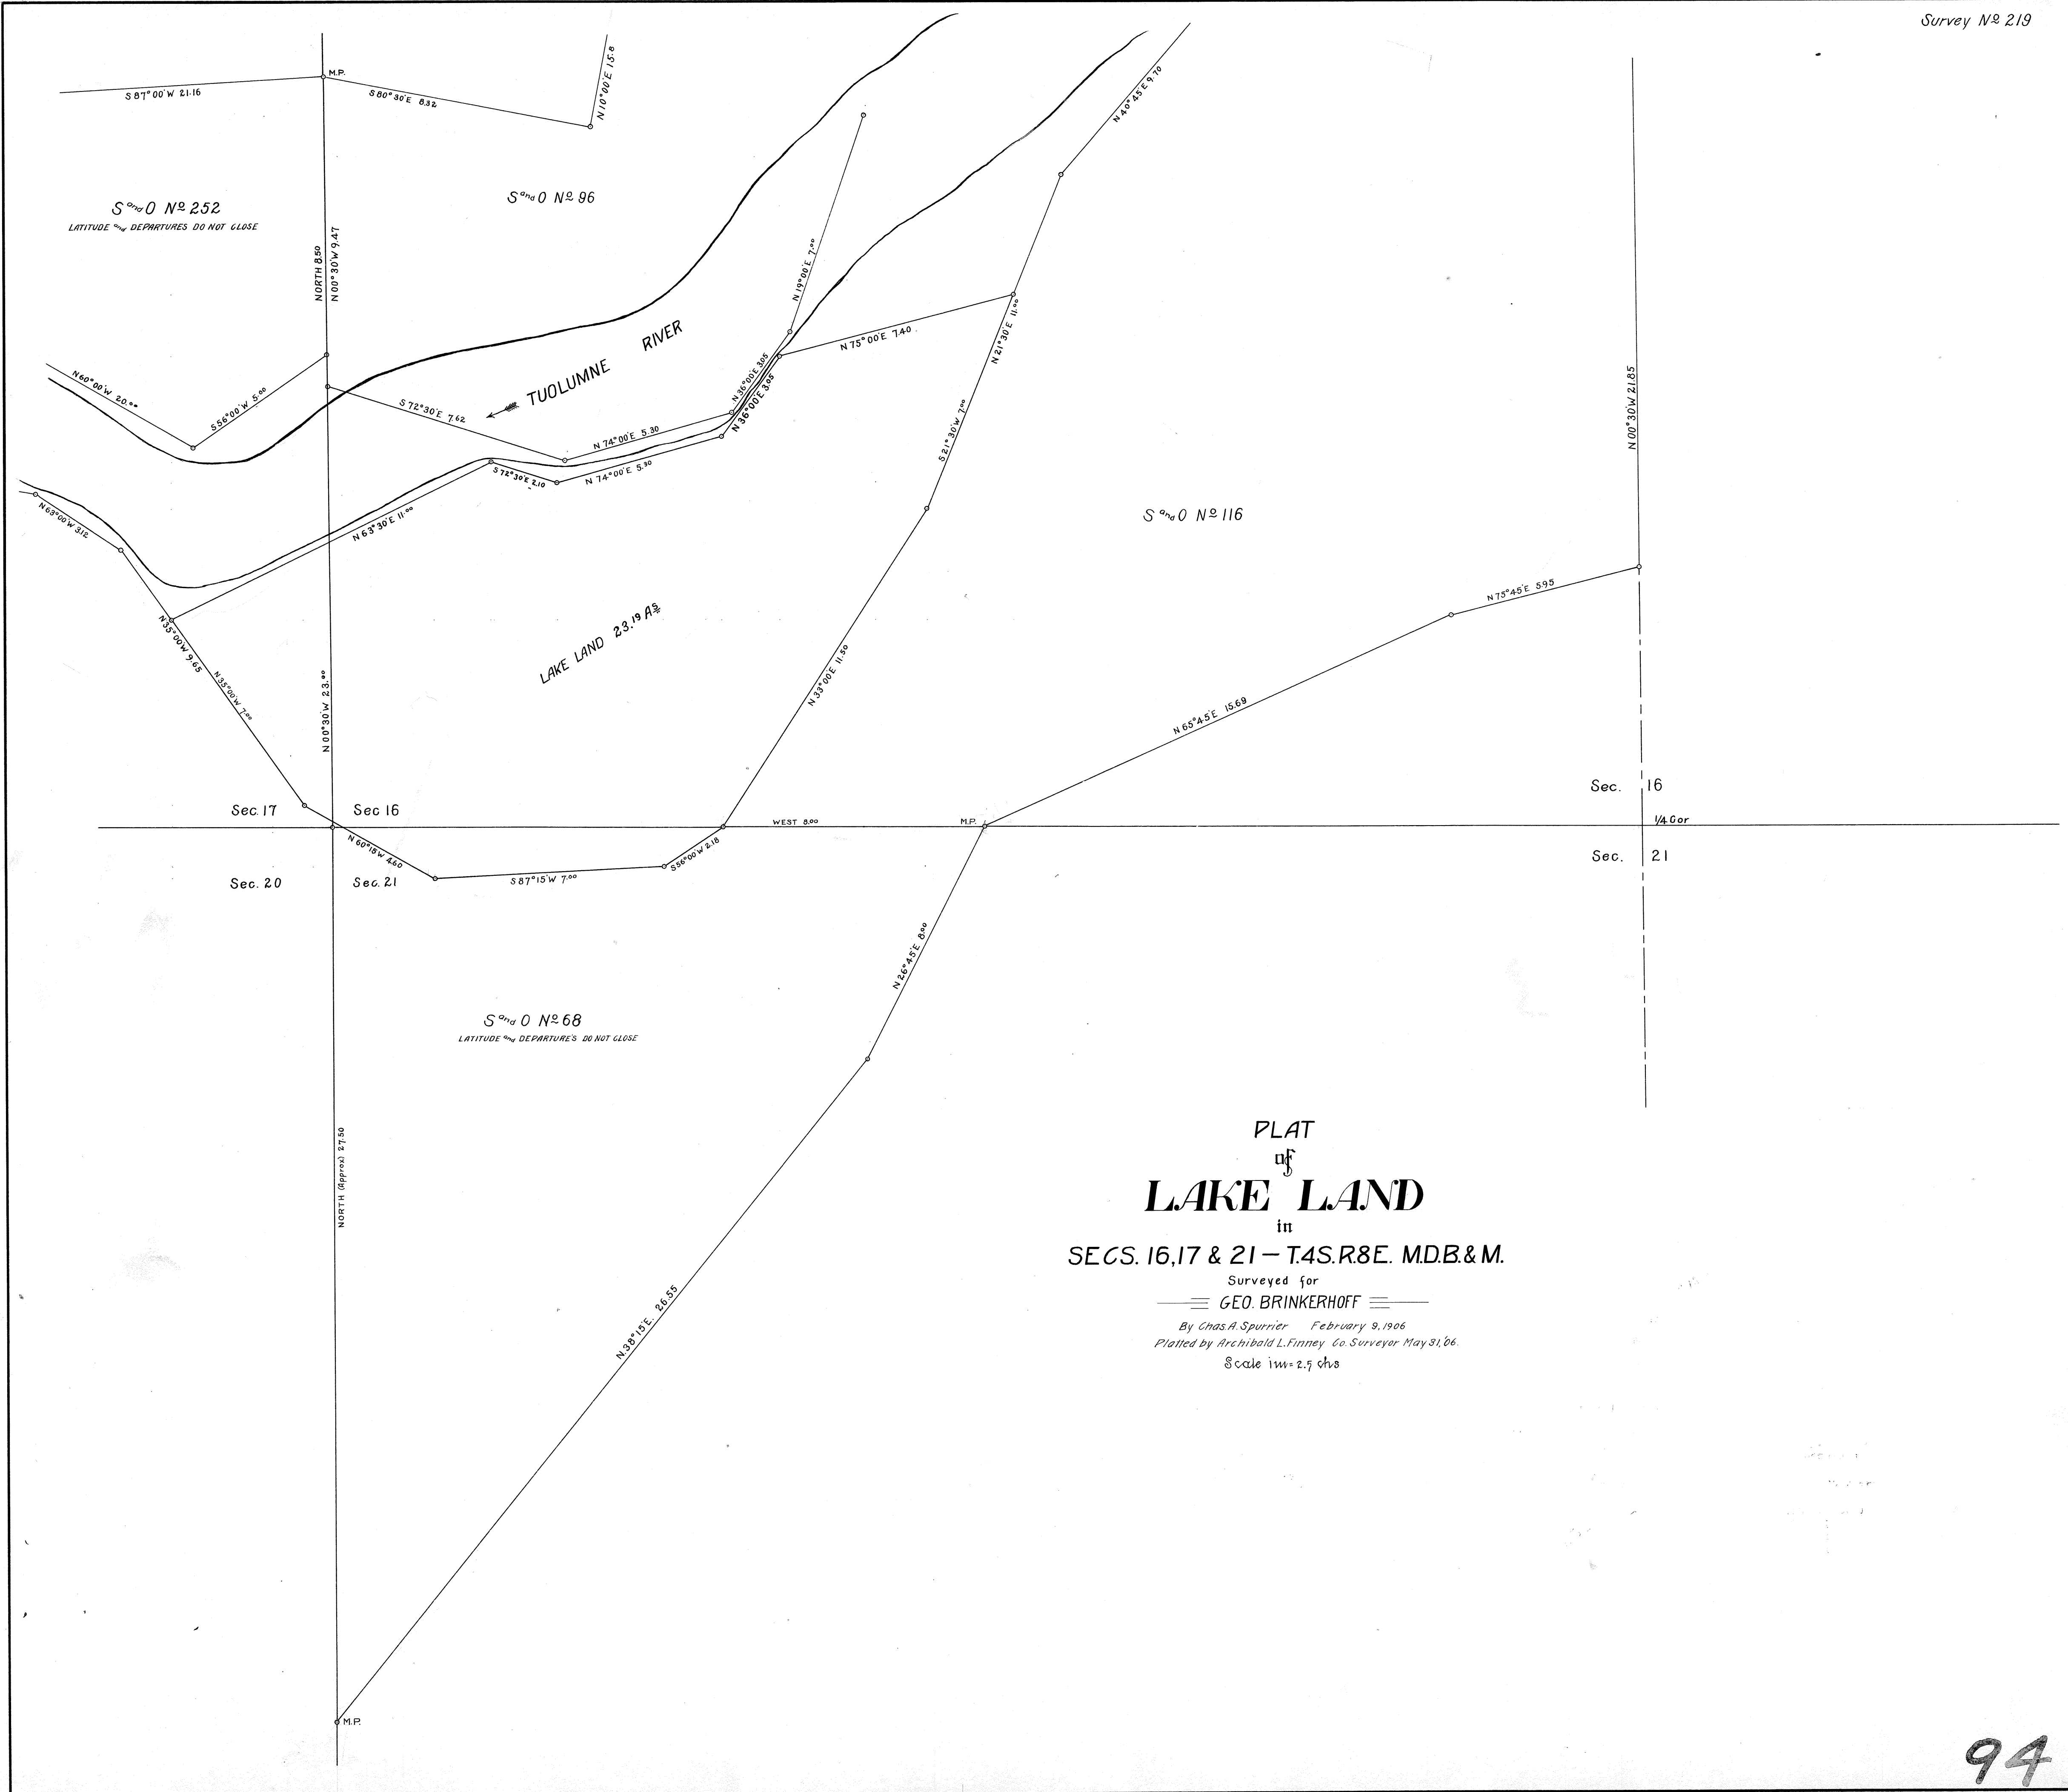 Survey Nº 219
M.P.
S 87°00'W 21.16
S 80°30'E 8.32
N 10°00'E 15.8
N 40°45'E 9.70
S and O Nº 252
LATITUDE and DEPARTURES DO NOT CLOSE
S and O Nº 96
NORTH 8.50
N 00°30'W 9.47
N 19°00'E 7.00
TUOLUMNE RIVER
N 75°00'E 7.40
N 21°30'E 11.00
N 60°00'W 20.00
S 56°00'W 5.00
S 72°30'E 7.62
N 36°00'E 3.05
N 36°00'E 3.05
N 74°00'E 5.30
N 74°00'E 5.30
S 72°30'E 2.10
S 21°30'W 7.00
N 00°30'W 21.85
N 63°00'W 3.12
N 63°30'E 11.00
S and O Nº 116
N 75°45'E 5.95
LAKE LAND 23.19 As
N 35°00'W 9.65
N 35°00'W 7.00
N 00°30'W 23.00
N 33°00'E 11.50
N 65°45'E 15.69
Sec. 17
Sec 16
Sec. 16
WEST 8.00
M.P.
1/4 Cor
N 60°15'W 4.60
S 56°00'W 2.18
S 87°15'W 7.00
Sec. 20
Sec. 21
Sec. 21
N 26°45'E 8.00
S and O Nº 68
LATITUDE and DEPARTURE'S DO NOT CLOSE
NORTH (Approx) 27.50
N.38°15'E. 26.55
M.P.
PLAT
of
LAKE LAND
in
SECS. 16,17 & 21 — T.4S.R.8E. M.D.B.& M.
Surveyed for
GEO. BRINKERHOFF
By Chas. A. Spurrier February 9, 1906
Platted by Archibald L. Finney Co. Surveyor May 31, '06.
Scale 1in = 2.5 chs
94